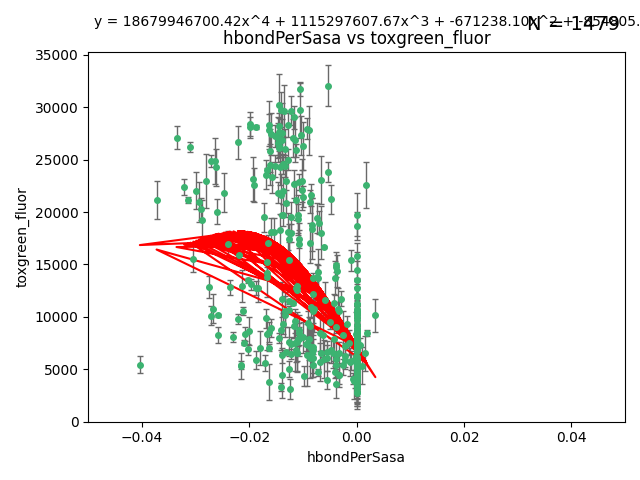 y = 18679946700.42x^4 + 1115297607.67x^3 + -671238.10x^2 +
N = 1479
hbondPerSasa vs toxgreen_fluor
toxgreen_fluor
35000
30000
25000
20000
15000
10000
5000
0
−0.04
−0.02
0.00
0.02
0.04
hbondPerSasa